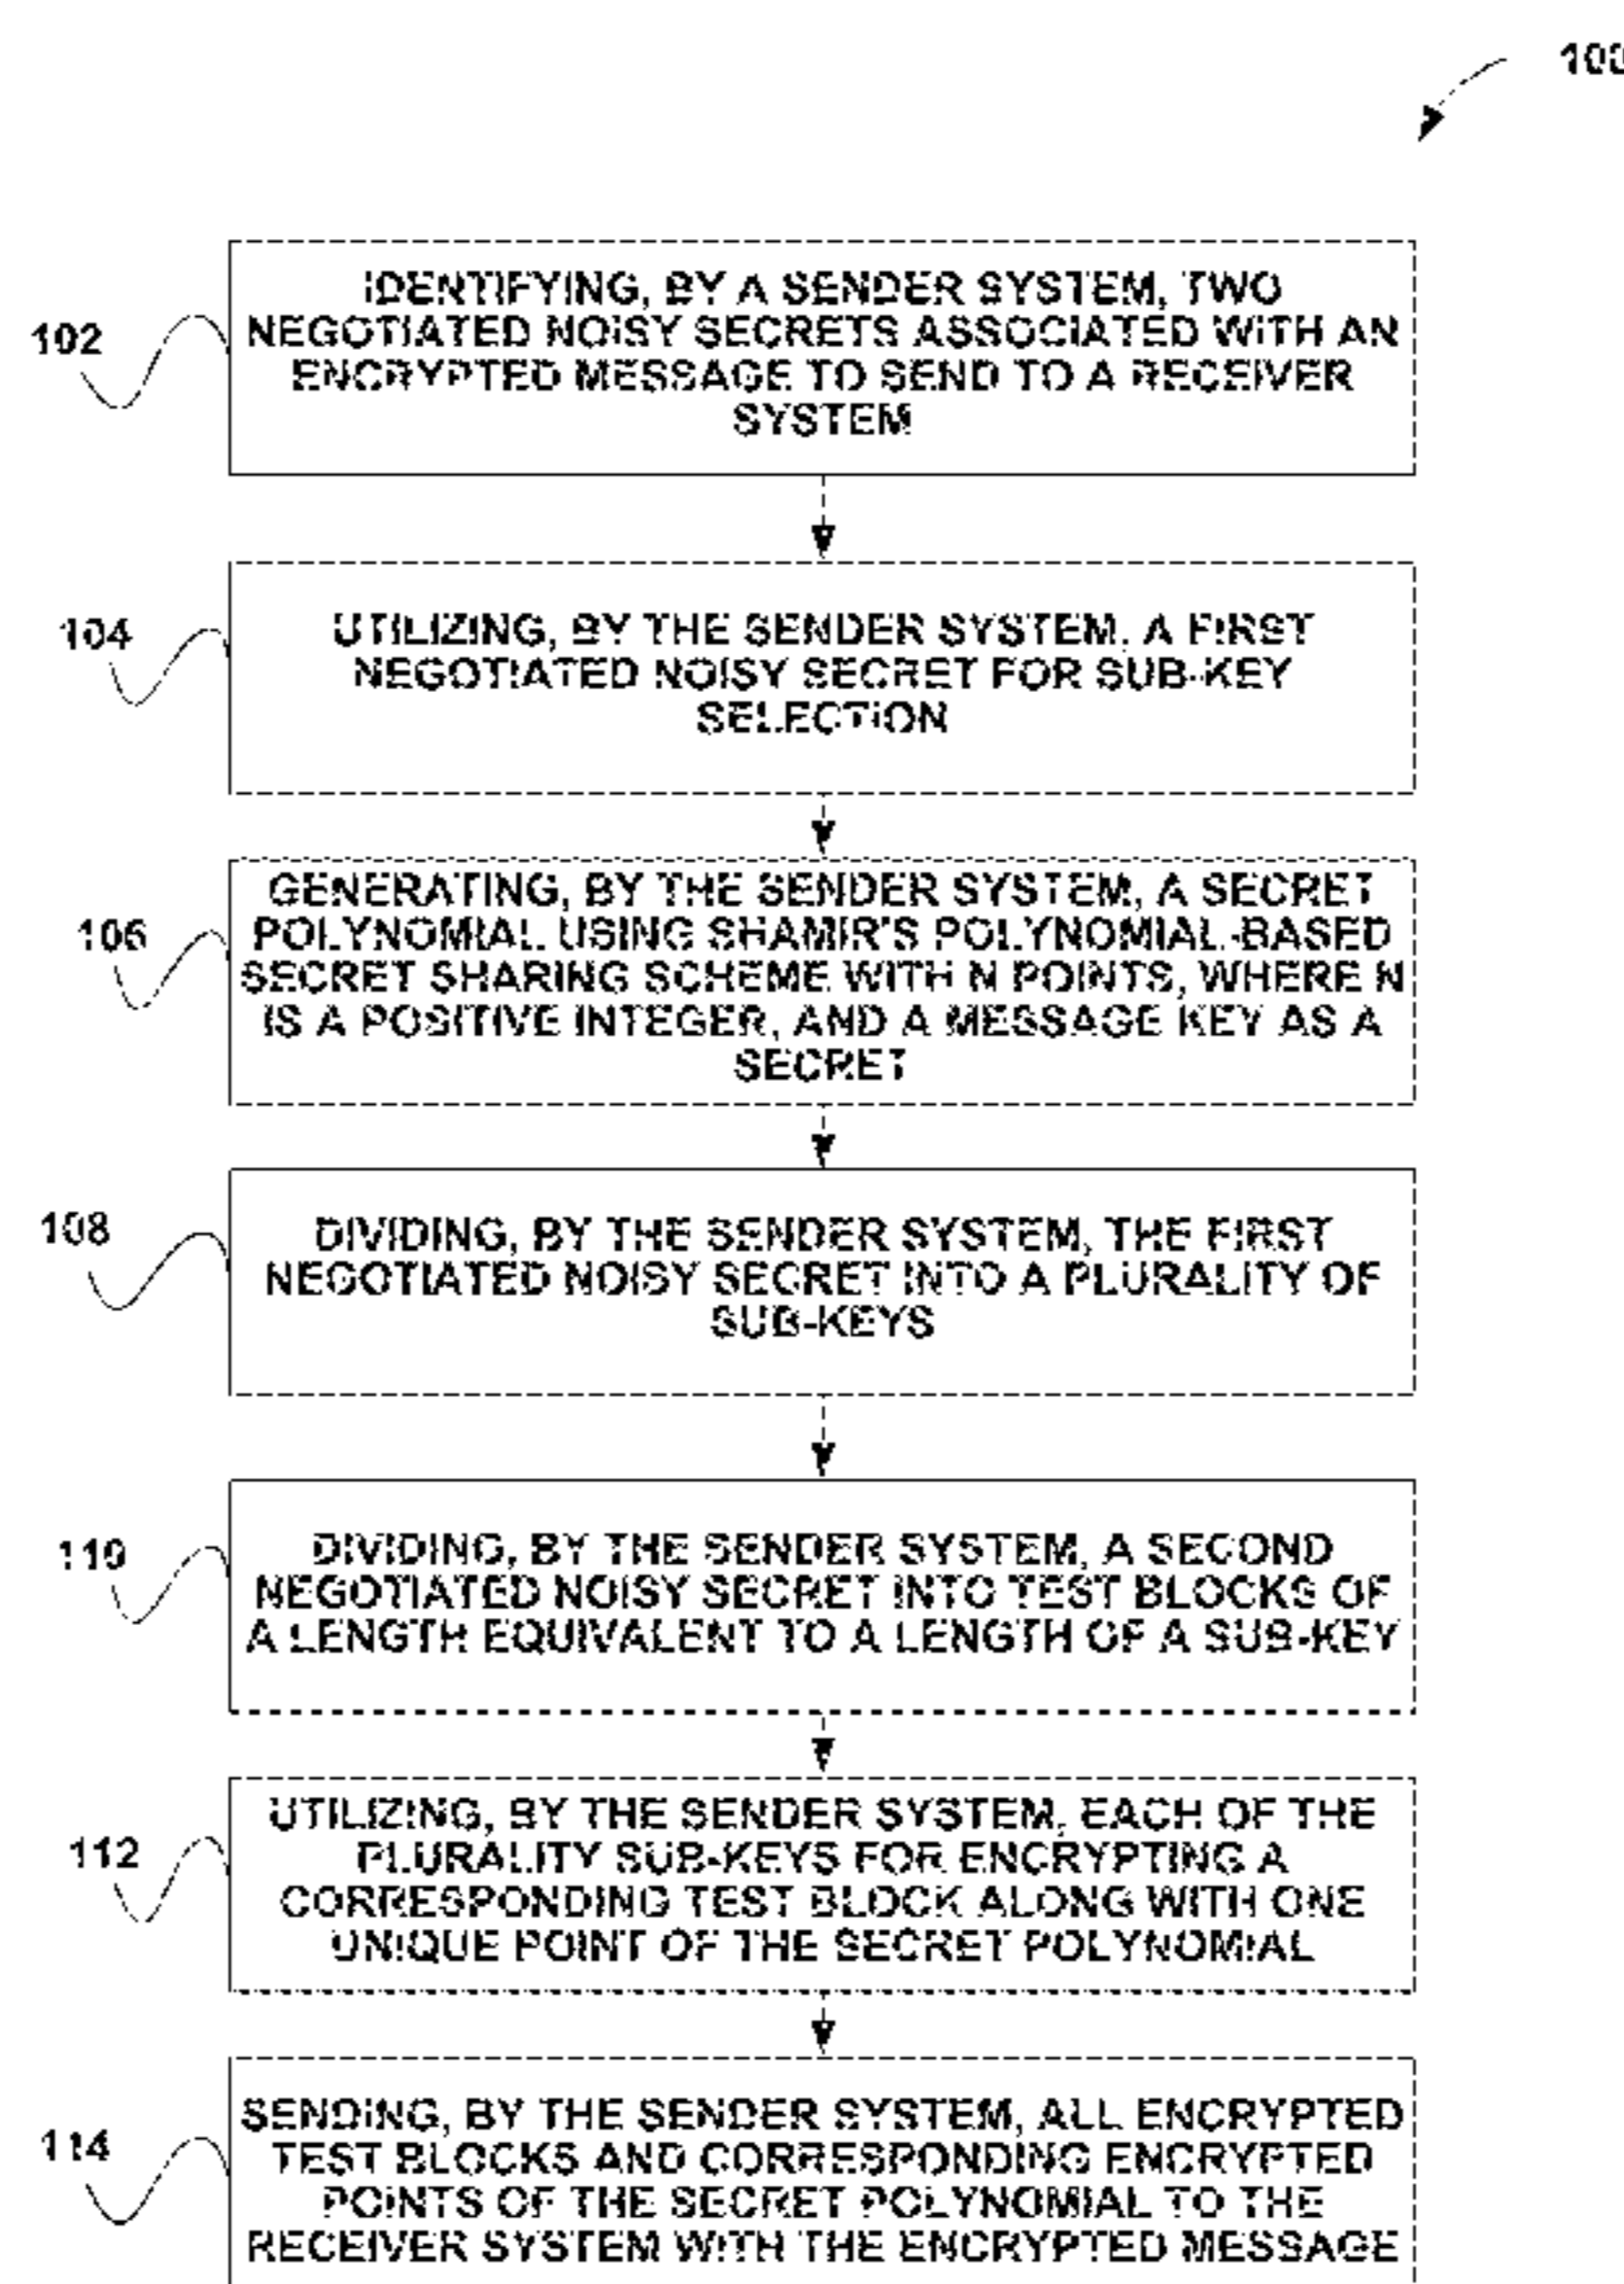 100
102
IDENTIFYING, BY A SENDER SYSTEM, TWO
NEGOTIATED NOISY SECRETS ASSOCIATED WITH AN
ENCRYPTED MESSAGE TO SEND TO A RECEIVER
SYSTEM
104
UTILIZING, BY THE SENDER SYSTEM, A FIRST
NEGOTIATED NOISY SECRET FOR SUB-KEY
SELECTION
106
GENERATING, BY THE SENDER SYSTEM, A SECRET
POLYNOMIAL USING SHAMIR'S POLYNOMIAL-BASED
SECRET SHARING SCHEME WITH N POINTS, WHERE N
IS A POSITIVE INTEGER, AND A MESSAGE KEY AS A
SECRET
108
DIVIDING, BY THE SENDER SYSTEM, THE FIRST
NEGOTIATED NOISY SECRET INTO A PLURALITY OF
SUB-KEYS
110
DIVIDING, BY THE SENDER SYSTEM, A SECOND
NEGOTIATED NOISY SECRET INTO TEST BLOCKS OF
A LENGTH EQUIVALENT TO A LENGTH OF A SUB-KEY
112
UTILIZING, BY THE SENDER SYSTEM, EACH OF THE
PLURALITY SUB-KEYS FOR ENCRYPTING A
CORRESPONDING TEST BLOCK ALONG WITH ONE
UNIQUE POINT OF THE SECRET POLYNOMIAL
114
SENDING, BY THE SENDER SYSTEM, ALL ENCRYPTED
TEST BLOCKS AND CORRESPONDING ENCRYPTED
POINTS OF THE SECRET POLYNOMIAL TO THE
RECEIVER SYSTEM WITH THE ENCRYPTED MESSAGE